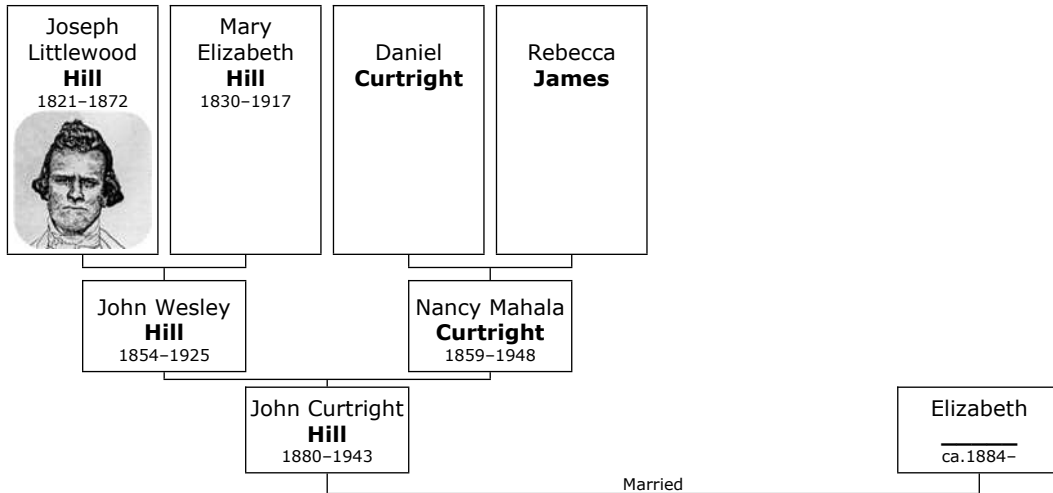 Joseph
Littlewood
Hill
1821–1872
Mary
Elizabeth
Hill
1830–1917
Daniel
Curtright
Rebecca
James
John Wesley
Hill
1854–1925
Nancy Mahala
Curtright
1859–1948
John Curtright
Hill
1880–1943
Elizabeth
______
ca.1884–
Married